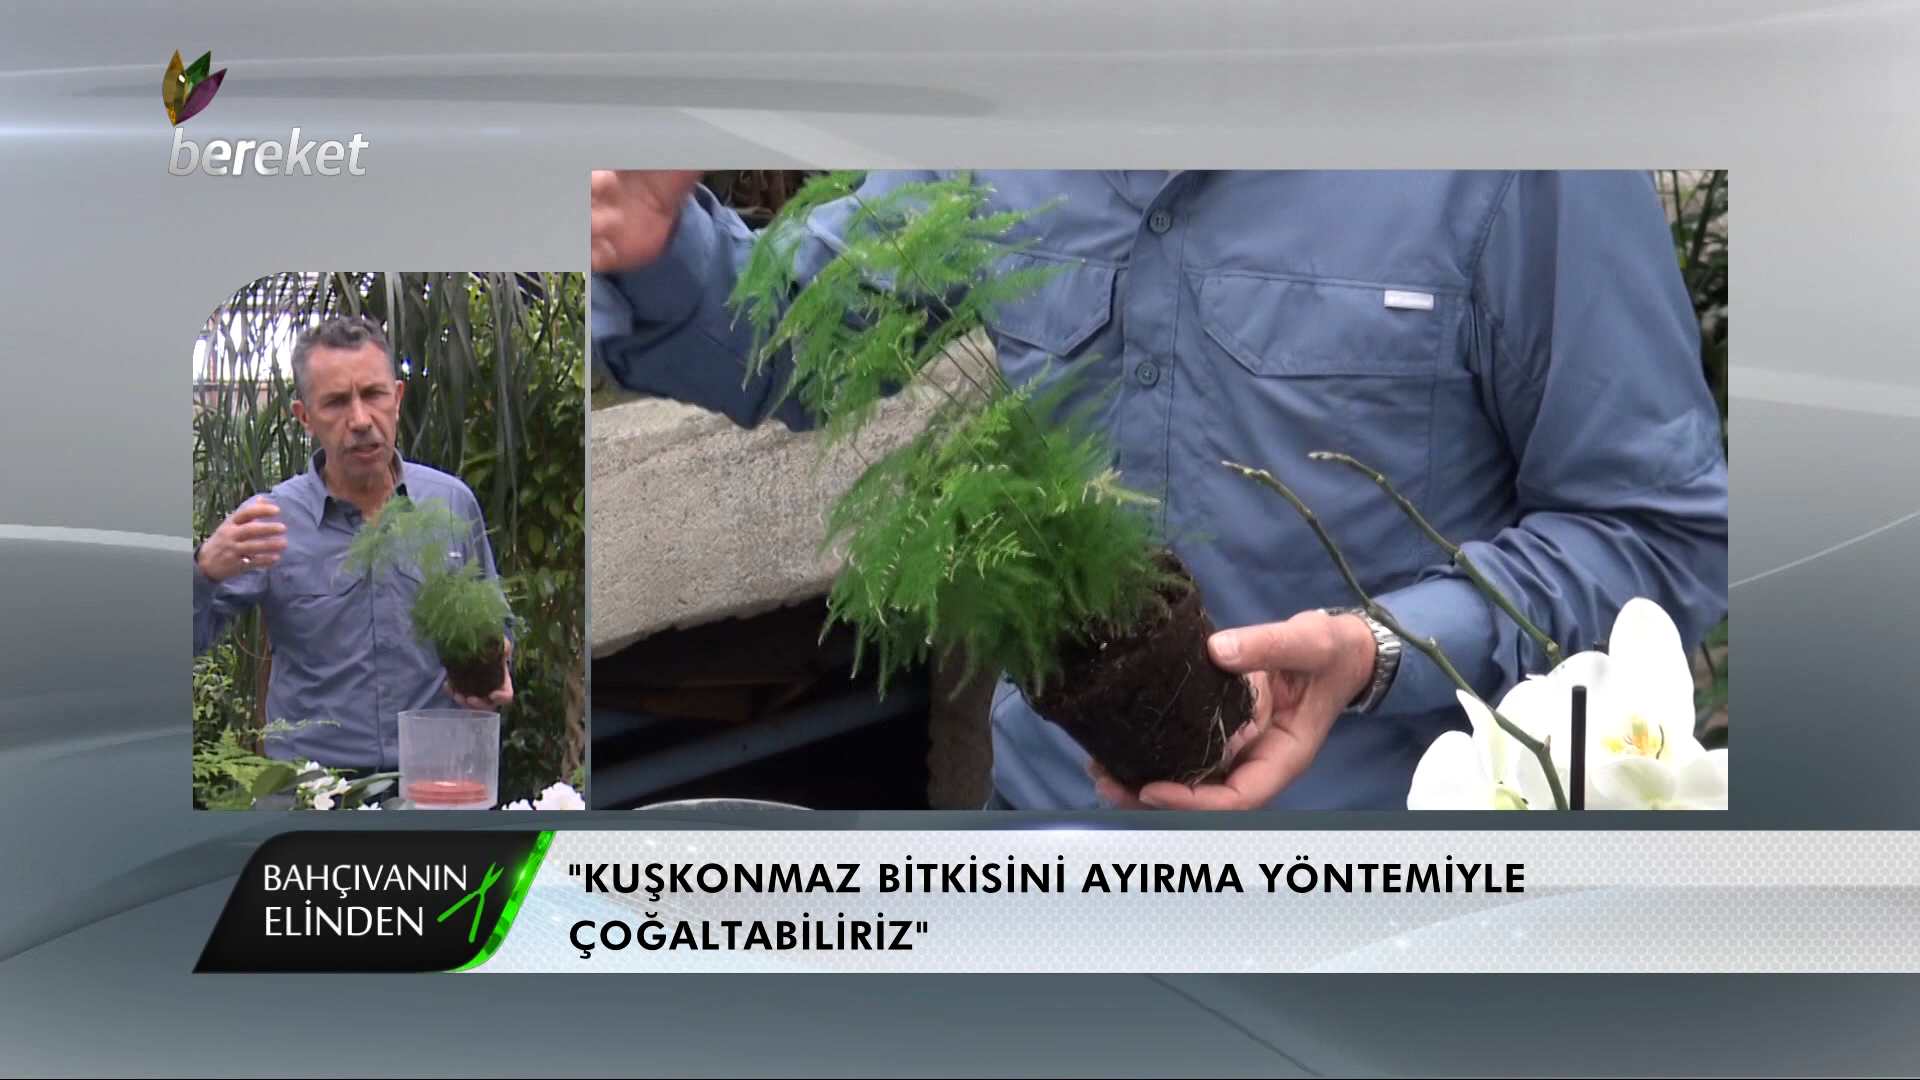 bereket
BAHÇIVANIN
ELİNDEN
"KUŞKONMAZ BİTKİSİNİ AYIRMA YÖNTEMİYLE
ÇOĞALTABİLİRİZ"